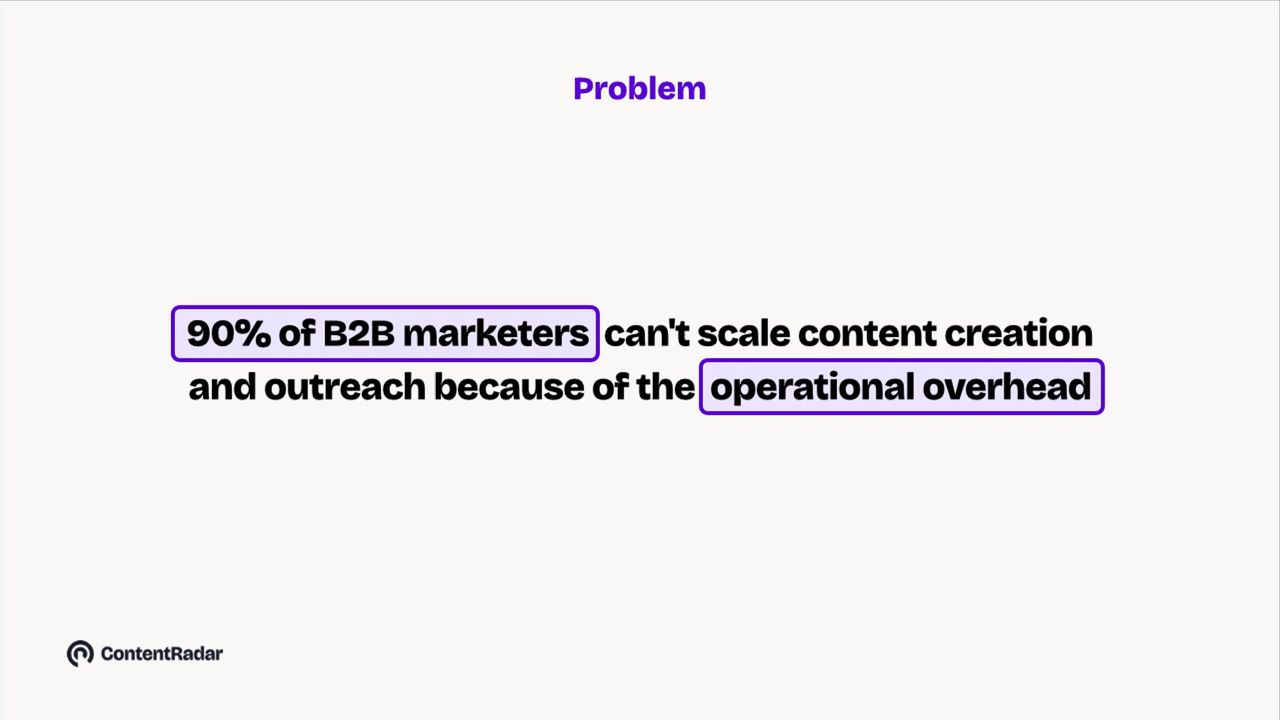 Problem
90% of B2B marketers can't scale content creation
and outreach because of the operational overhead
ContentRadar